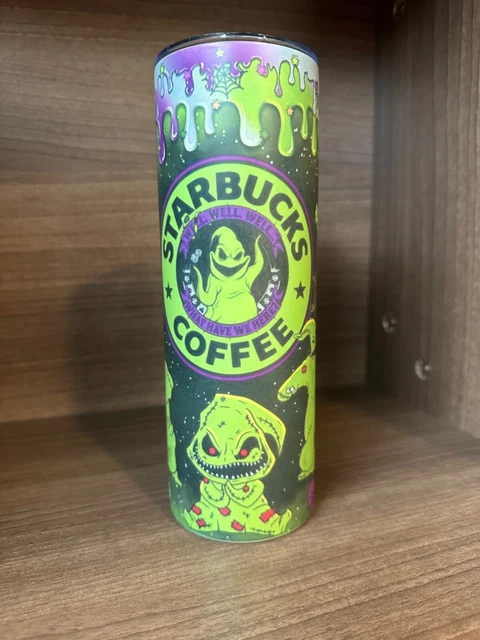 STARBUCKS
WELL, WELL, WELL...
WHAT HAVE WE HERE?
COFFEE